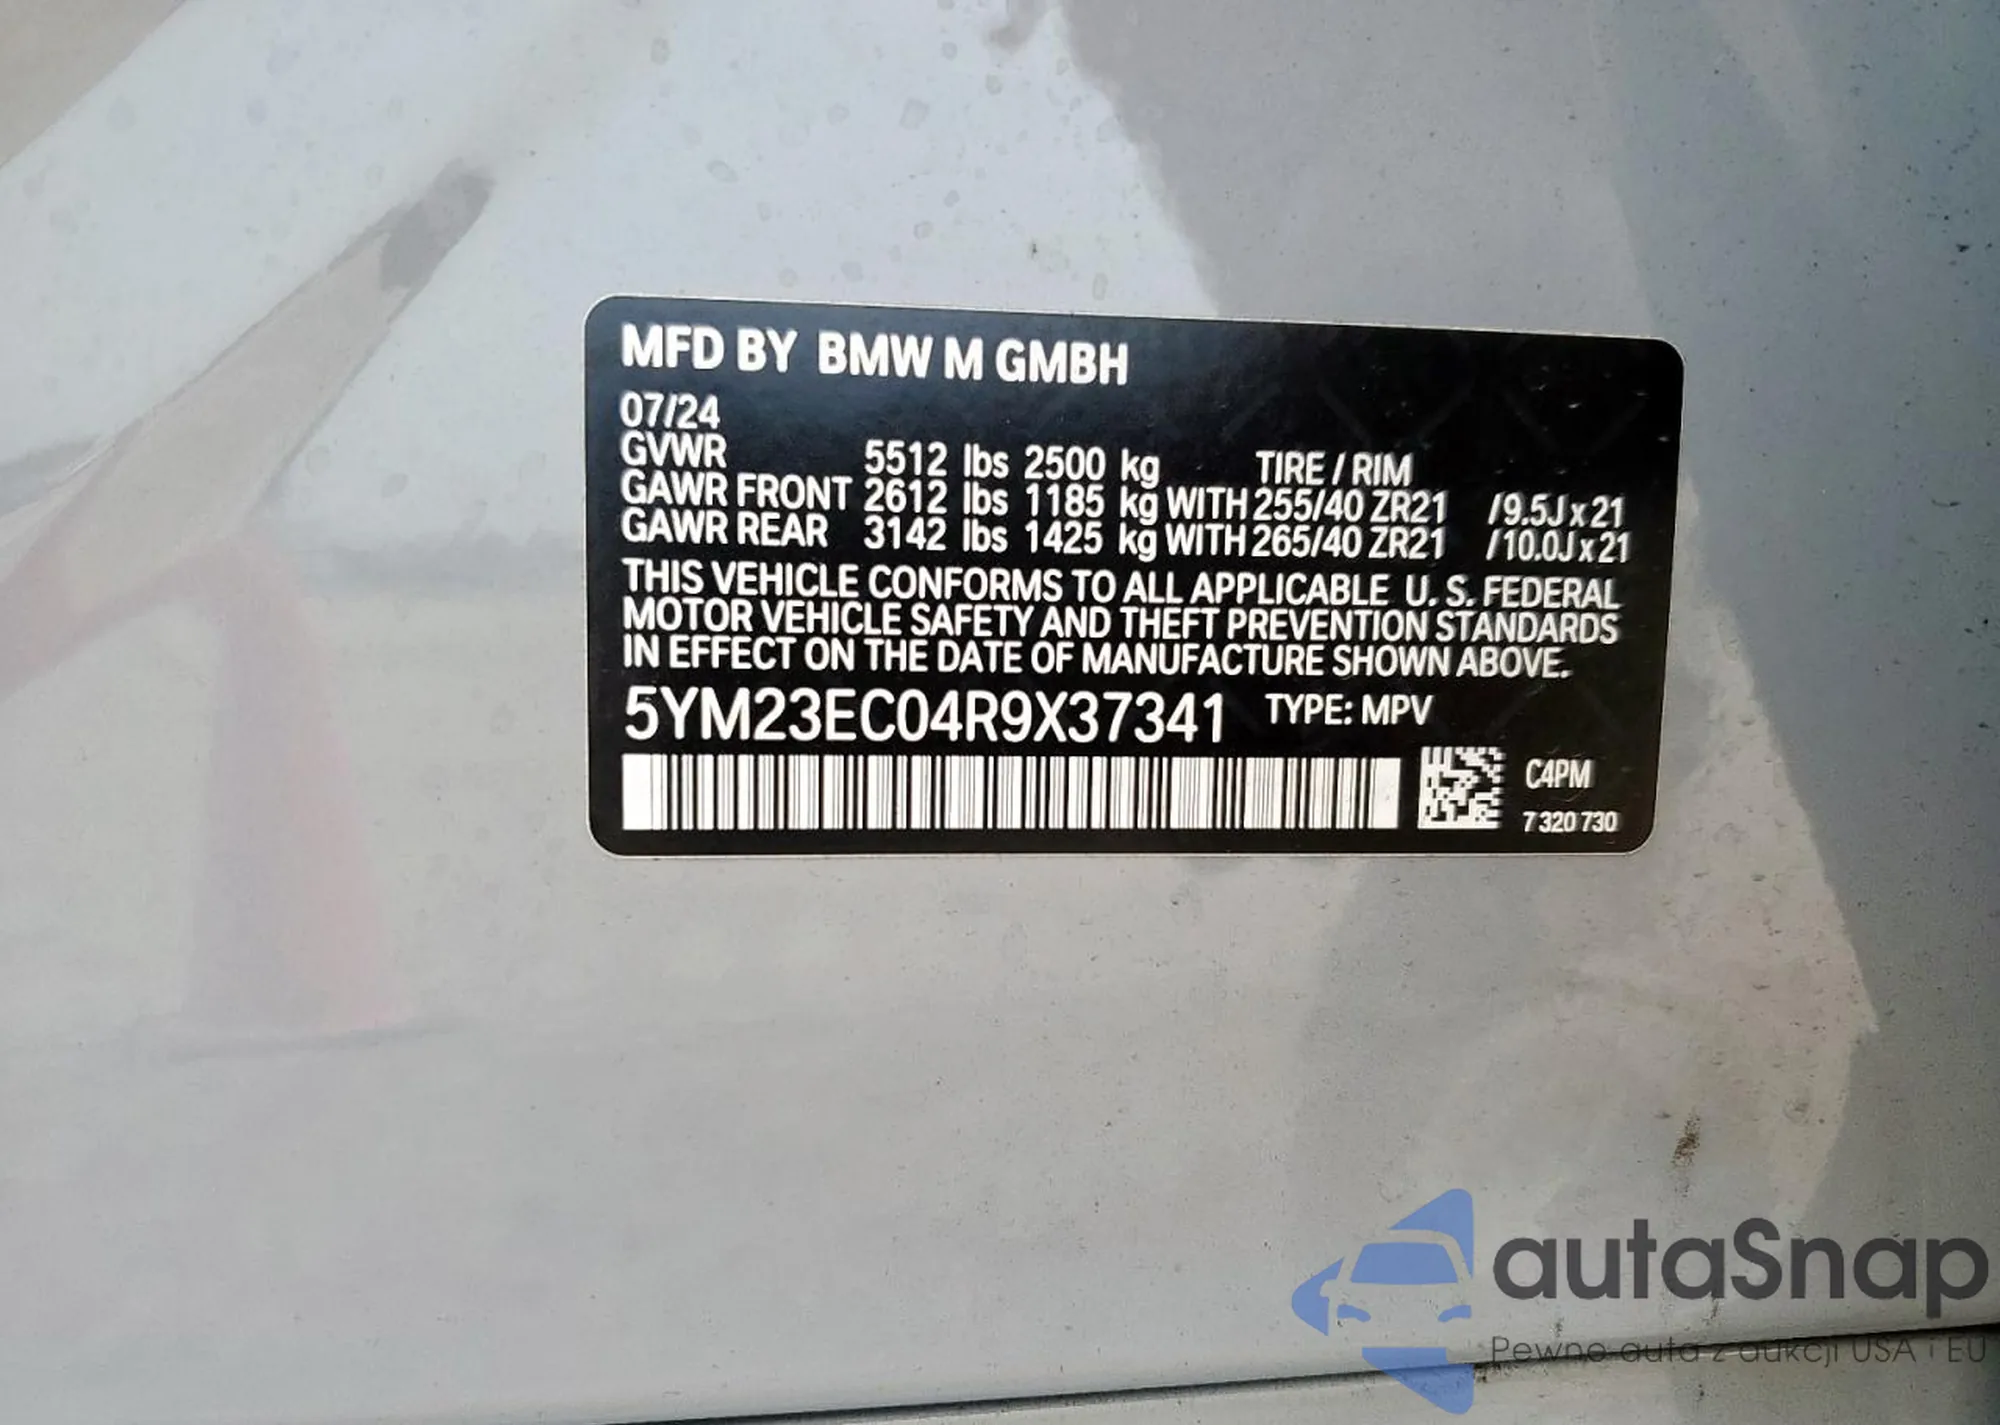 MFD BY BMW M GMBH
07/24
GVWR 5512 lbs 2500 kg TIRE / RIM
GAWR FRONT 2612 lbs 1185 kg WITH 255/40 ZR21 /9.5J x 21
GAWR REAR 3142 lbs 1425 kg WITH 265/40 ZR21 /10.0J x 21
THIS VEHICLE CONFORMS TO ALL APPLICABLE U. S. FEDERAL
MOTOR VEHICLE SAFETY AND THEFT PREVENTION STANDARDS
IN EFFECT ON THE DATE OF MANUFACTURE SHOWN ABOVE.
5YM23EC04R9X37341 TYPE: MPV
C4PM
7 320 730
autaSnap
Pewne auta z aukcji USA i EU